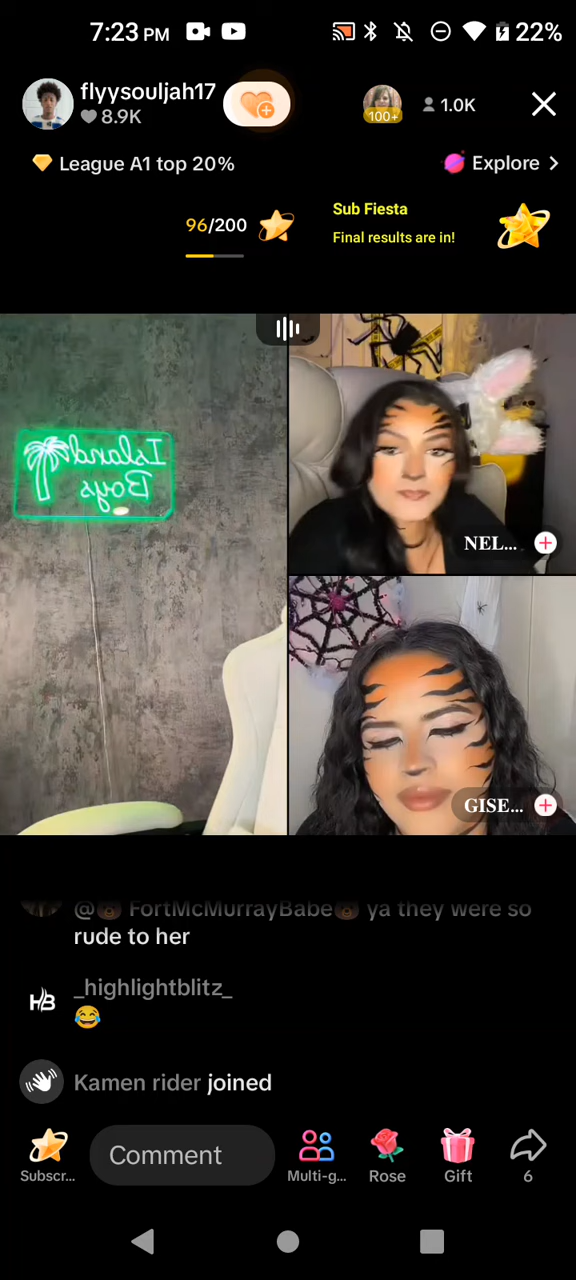 7:23 PM
22%
flyysouljah17
8.9K
100+
1.0K
League A1 top 20%
Explore
96/200
Sub Fiesta
Final results are in!
Island
Boys
NEL...
GISE...
@ FortMcMurrayBabe ya they were so
rude to her
HB
_highlightblitz_
😂
Kamen rider joined
Comment
Subscr...
Multi-g...
Rose
Gift
6